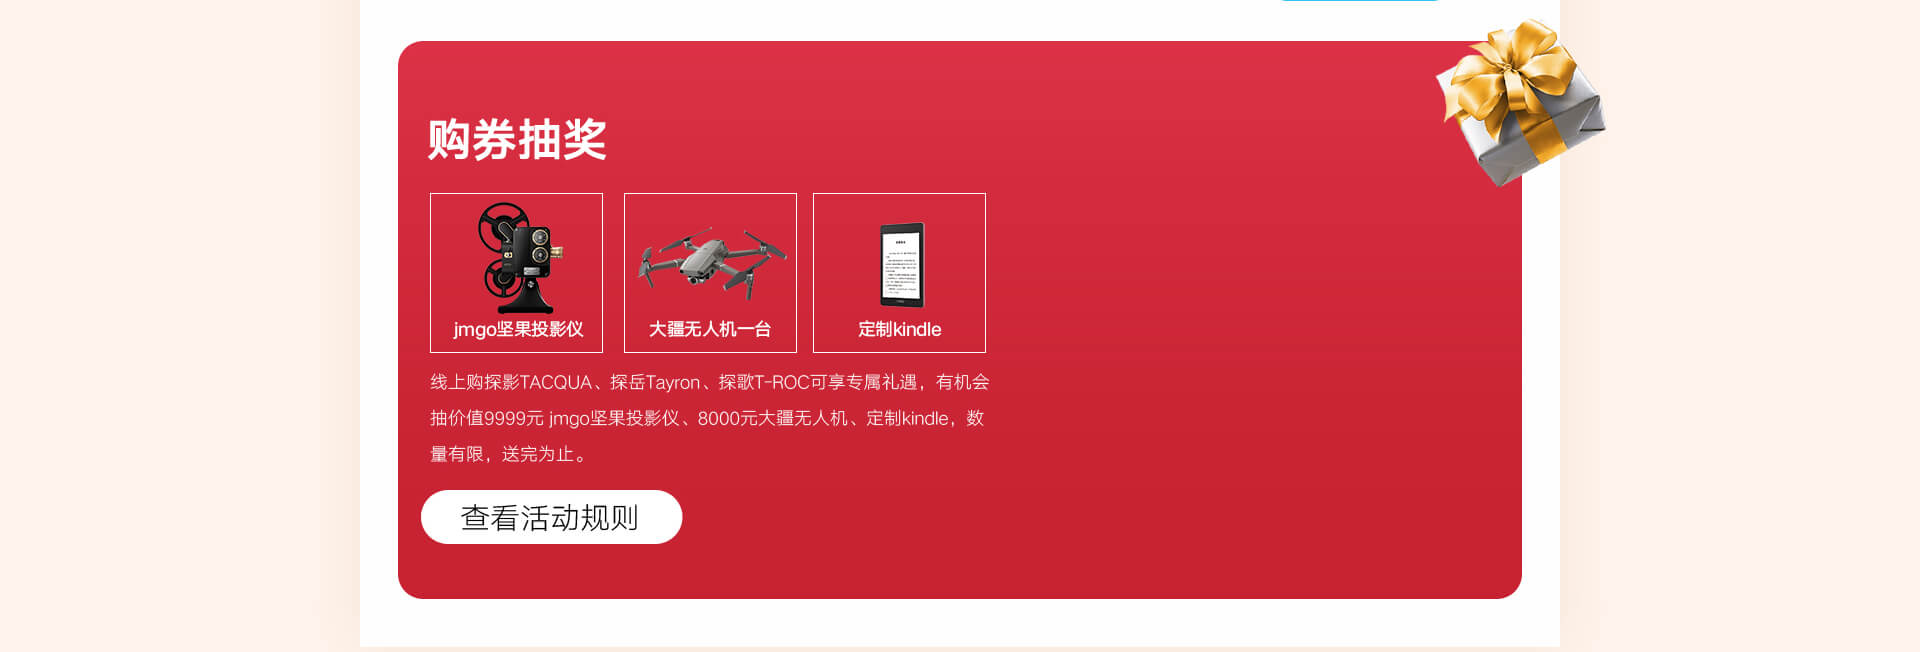 购券抽奖
jmgo坚果投影仪
大疆无人机一台
定制kindle
线上购探影TACQUA、探岳Tayron、探歌T-ROC可享专属礼遇，有机会
抽价值9999元 jmgo坚果投影仪、8000元大疆无人机、定制kindle，数
量有限，送完为止。
查看活动规则